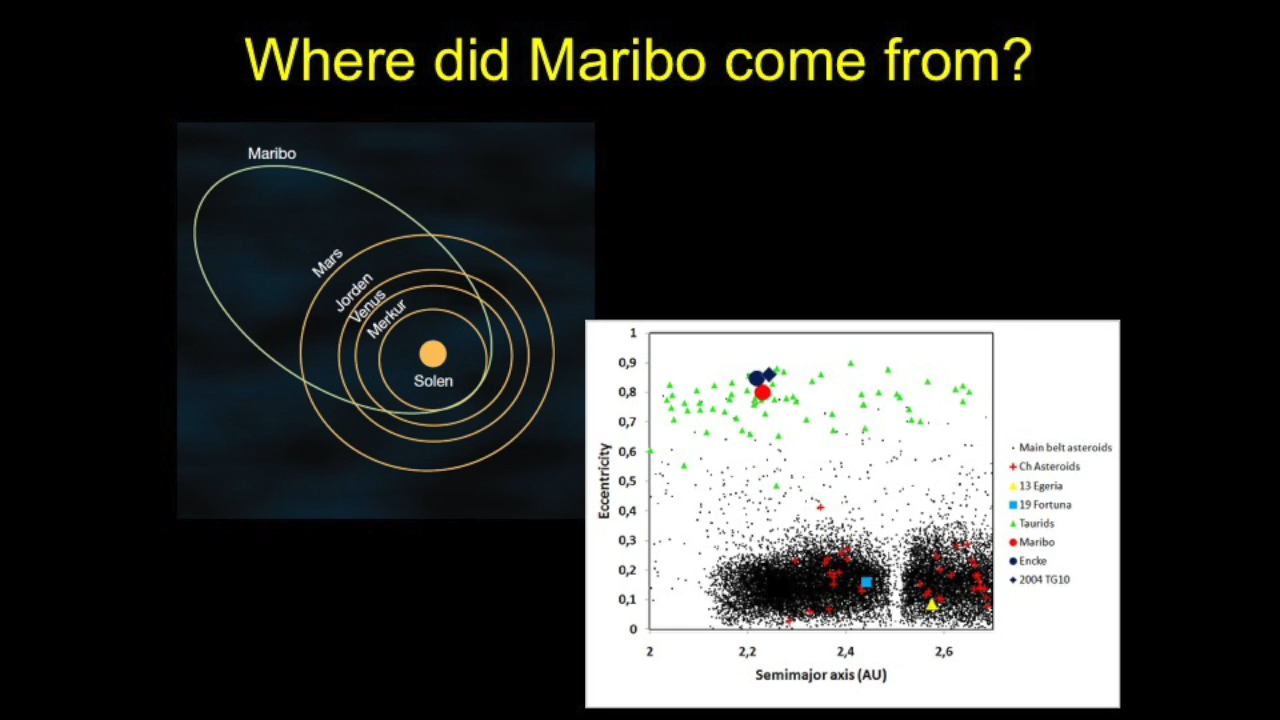 Where did Maribo come from?
Maribo
Mars
Jorden
Venus
Merkur
Solen
1
0,9
0,8
0,7
0,6
0,5
0,4
0,3
0,2
0,1
0
Eccentricity
2
2,2
2,4
2,6
Semimajor axis (AU)
Main belt asteroids
Ch Asteroids
13 Egeria
19 Fortuna
Taurids
Maribo
Encke
2004 TG10